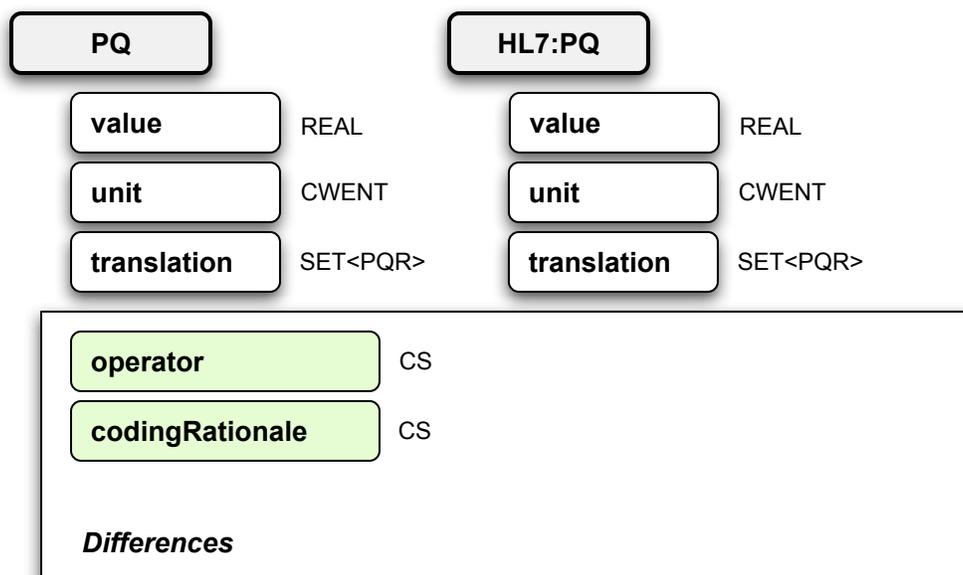 PQ HL7:PQ
value REAL value REAL
unit CWENT unit CWENT
translation SET<PQR> translation SET<PQR>
operator CS
codingRationale CS
Differences